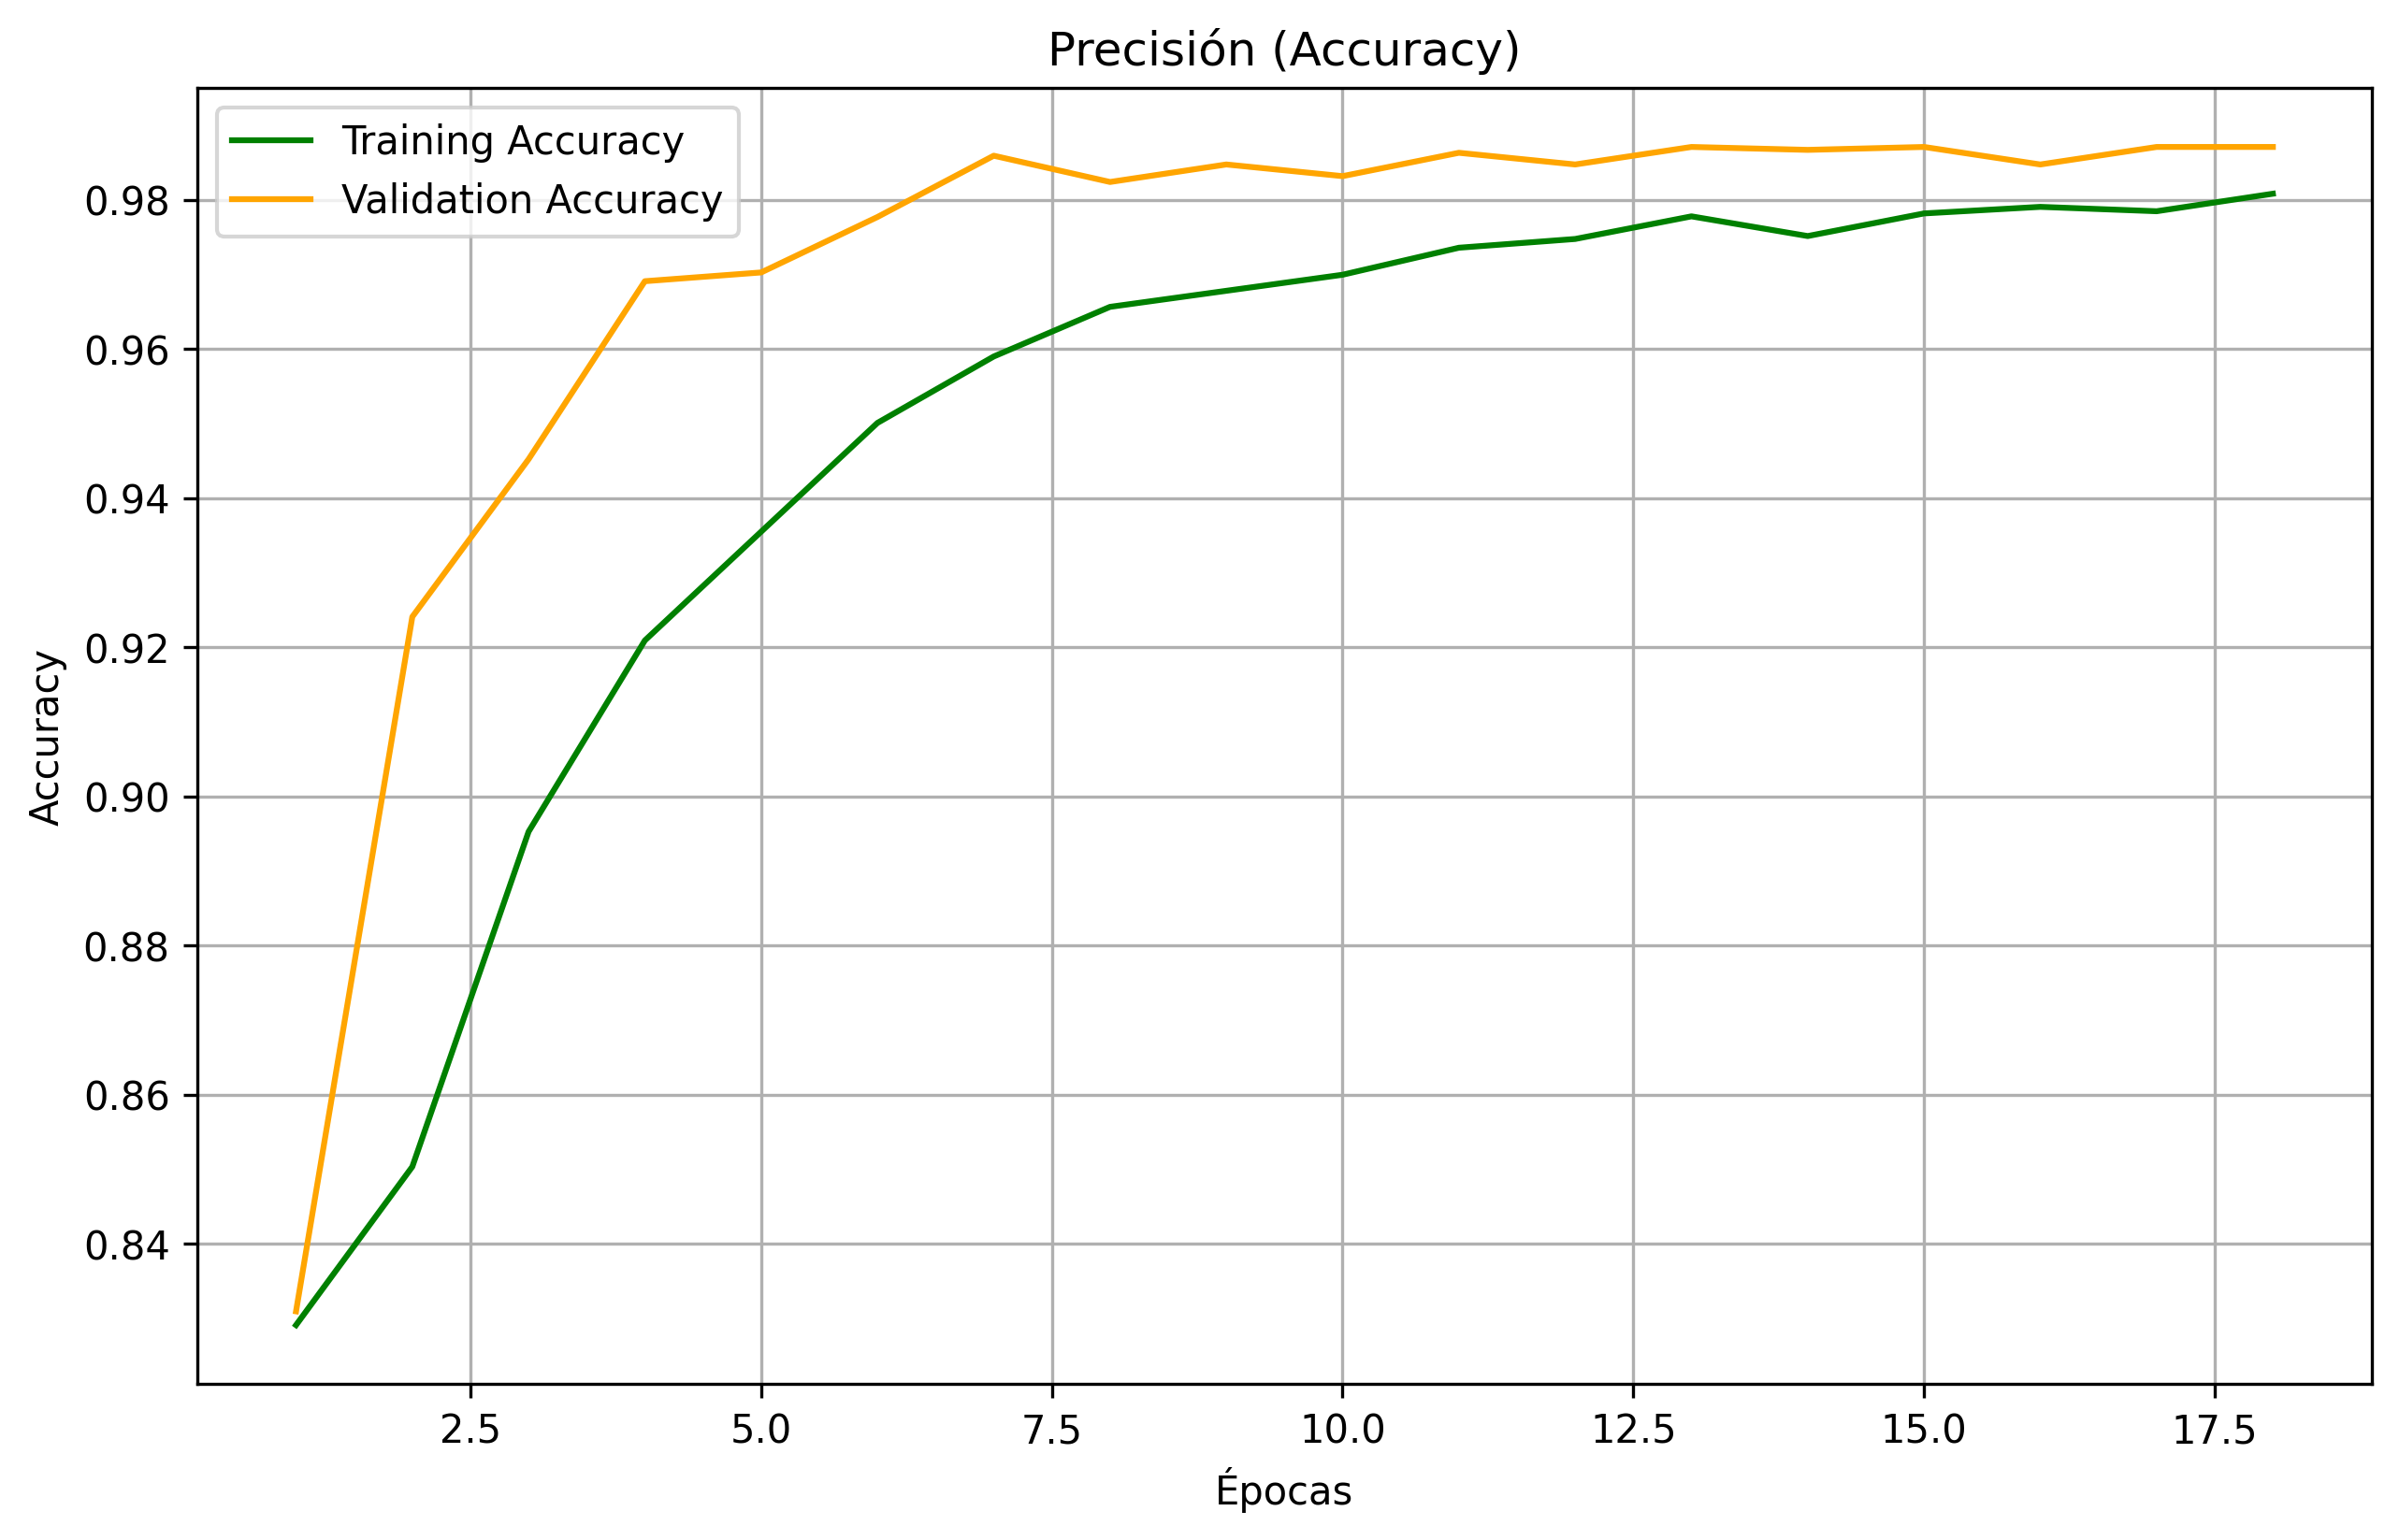 Precisión (Accuracy)
Training Accuracy
Validation Accuracy
0.98
0.96
0.94
0.92
0.90
0.88
0.86
0.84
Accuracy
2.5 5.0 7.5 10.0 12.5 15.0 17.5
Épocas